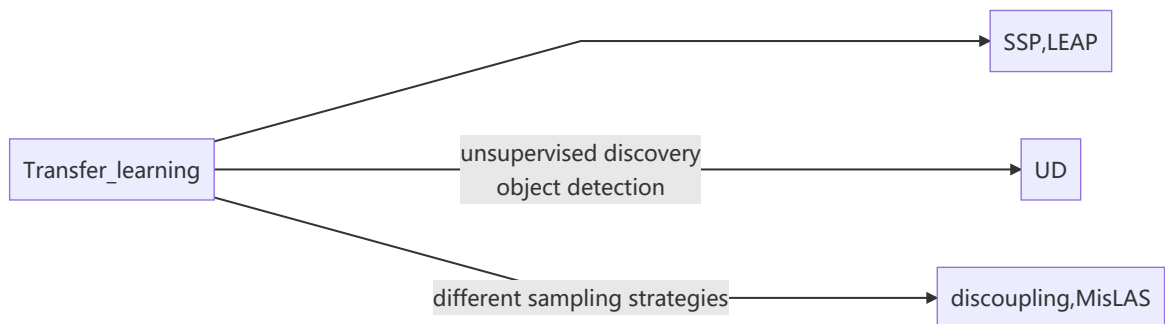 SSP,LEAP
Transfer_learning
unsupervised discovery
object detection
UD
different sampling strategies
discoupling,MisLAS